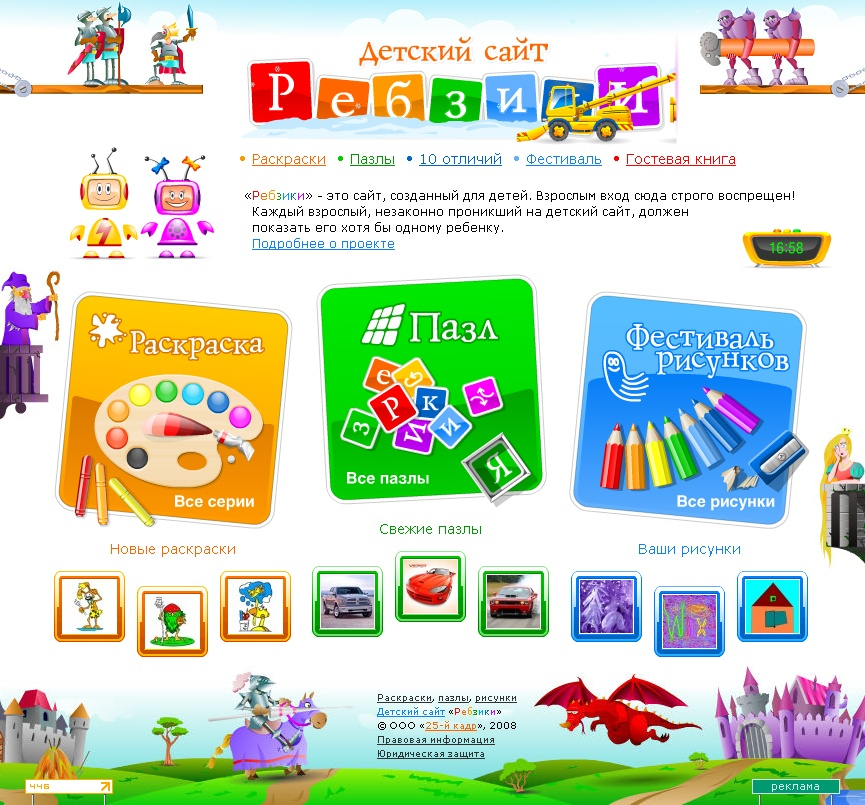 Детский сайт
Ребзики
Раскраски
Пазлы
10 отличий
Фестиваль
Гостевая книга
«Ребзики» - это сайт, созданный для детей. Взрослым вход сюда строго воспрещен!
Каждый взрослый, незаконно проникший на детский сайт, должен
показать его хотя бы одному ребенку.
Подробнее о проекте
16:58
Раскраска
Все серии
Пазл
е
З
Р
к
и
Я
Все пазлы
Фестиваль
рисунков
Все рисунки
Новые раскраски
Свежие пазлы
Ваши рисунки
Раскраски, пазлы, рисунки
Детский сайт «Ребзики»
© ООО «25-й кадр», 2008
Правовая информация
Юридическая защита
ччб
реклама